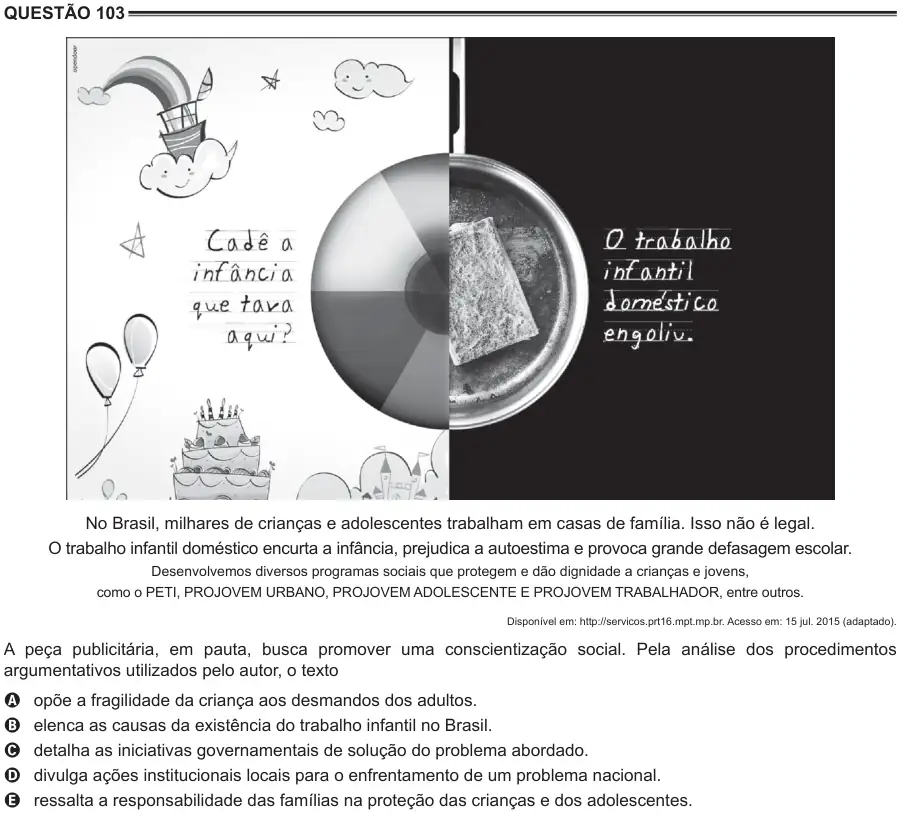 QUESTÃO 103
opendoor
Cadê a
infância
que tava
aqui?
O trabalho
infantil
doméstico
engoliu.
No Brasil, milhares de crianças e adolescentes trabalham em casas de família. Isso não é legal.
O trabalho infantil doméstico encurta a infância, prejudica a autoestima e provoca grande defasagem escolar.
Desenvolvemos diversos programas sociais que protegem e dão dignidade a crianças e jovens,
como o PETI, PROJOVEM URBANO, PROJOVEM ADOLESCENTE E PROJOVEM TRABALHADOR, entre outros.
Disponível em: http://servicos.prt16.mpt.mp.br. Acesso em: 15 jul. 2015 (adaptado).
A peça publicitária, em pauta, busca promover uma conscientização social. Pela análise dos procedimentos
argumentativos utilizados pelo autor, o texto
A opõe a fragilidade da criança aos desmandos dos adultos.
B elenca as causas da existência do trabalho infantil no Brasil.
C detalha as iniciativas governamentais de solução do problema abordado.
D divulga ações institucionais locais para o enfrentamento de um problema nacional.
E ressalta a responsabilidade das famílias na proteção das crianças e dos adolescentes.